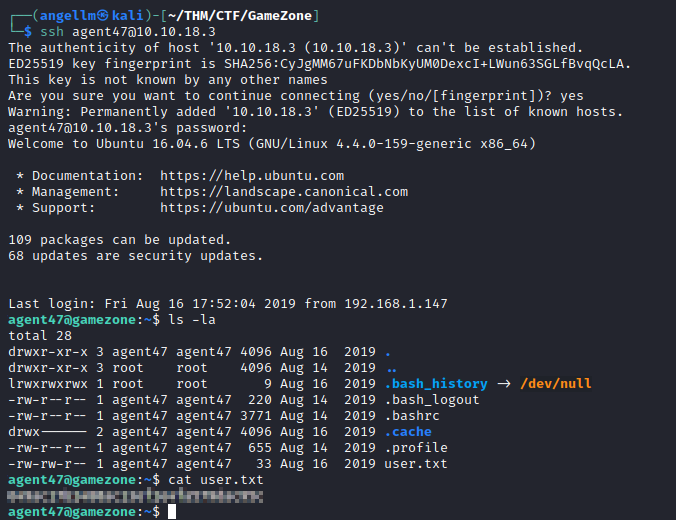 ┌──(angellm㉿kali)-[~/THM/CTF/GameZone]
└─$ ssh agent47@10.10.18.3
The authenticity of host '10.10.18.3 (10.10.18.3)' can't be established.
ED25519 key fingerprint is SHA256:CyJgMM67uFKDbNbKyUM0DexcI+LWun63SGLfBvqQcLA.
This key is not known by any other names
Are you sure you want to continue connecting (yes/no/[fingerprint])? yes
Warning: Permanently added '10.10.18.3' (ED25519) to the list of known hosts.
agent47@10.10.18.3's password:
Welcome to Ubuntu 16.04.6 LTS (GNU/Linux 4.4.0-159-generic x86_64)
* Documentation:  https://help.ubuntu.com
* Management:     https://landscape.canonical.com
* Support:        https://ubuntu.com/advantage
109 packages can be updated.
68 updates are security updates.
Last login: Fri Aug 16 17:52:04 2019 from 192.168.1.147
agent47@gamezone:~$ ls -la
total 28
drwxr-xr-x 3 agent47 agent47 4096 Aug 16  2019 .
drwxr-xr-x 3 root    root    4096 Aug 14  2019 ..
lrwxrwxrwx 1 root    root       9 Aug 16  2019 .bash_history -> /dev/null
-rw-r--r-- 1 agent47 agent47  220 Aug 14  2019 .bash_logout
-rw-r--r-- 1 agent47 agent47 3771 Aug 14  2019 .bashrc
drwx------ 2 agent47 agent47 4096 Aug 16  2019 .cache
-rw-r--r-- 1 agent47 agent47  655 Aug 14  2019 .profile
-rw-rw-r-- 1 agent47 agent47   33 Aug 16  2019 user.txt
agent47@gamezone:~$ cat user.txt
agent47@gamezone:~$